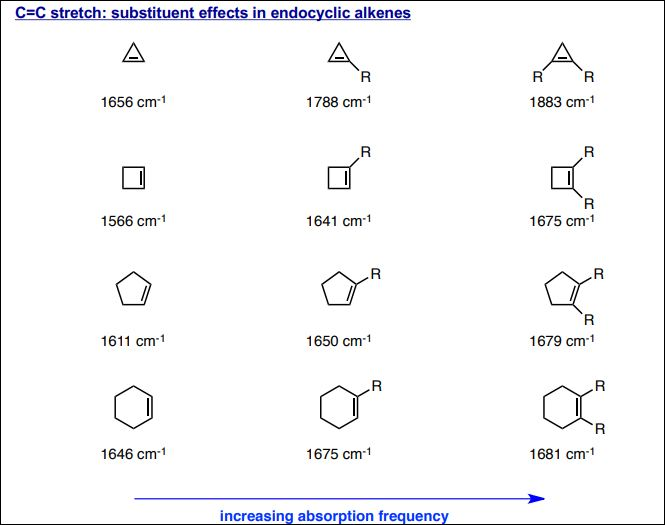 C=C stretch: substituent effects in endocyclic alkenes
R
R R
1656 cm-1 1788 cm-1 1883 cm-1
R R
R
1566 cm-1 1641 cm-1 1675 cm-1
R R
R
1611 cm-1 1650 cm-1 1679 cm-1
R R
R
1646 cm-1 1675 cm-1 1681 cm-1
increasing absorption frequency